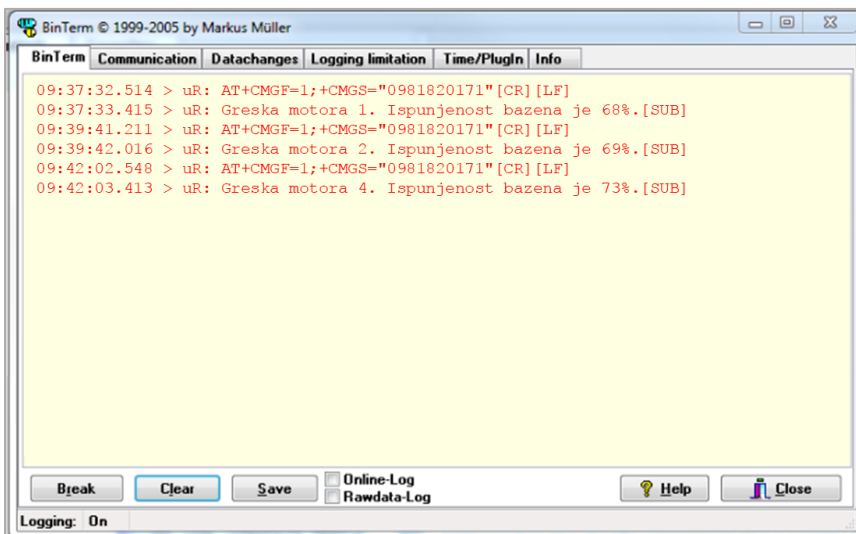 BinTerm © 1999-2005 by Markus Müller
BinTerm Communication Datachanges Logging limitation Time/PlugIn Info
09:37:32.514 > uR: AT+CMGF=1;+CMGS="0981820171"[CR][LF]
09:37:33.415 > uR: Greska motora 1. Ispunjenost bazena je 68%.[SUB]
09:39:41.211 > uR: AT+CMGF=1;+CMGS="0981820171"[CR][LF]
09:39:42.016 > uR: Greska motora 2. Ispunjenost bazena je 69%.[SUB]
09:42:02.548 > uR: AT+CMGF=1;+CMGS="0981820171"[CR][LF]
09:42:03.413 > uR: Greska motora 4. Ispunjenost bazena je 73%.[SUB]
Break Clear Save Online-Log Help Close
Rawdata-Log
Logging: On